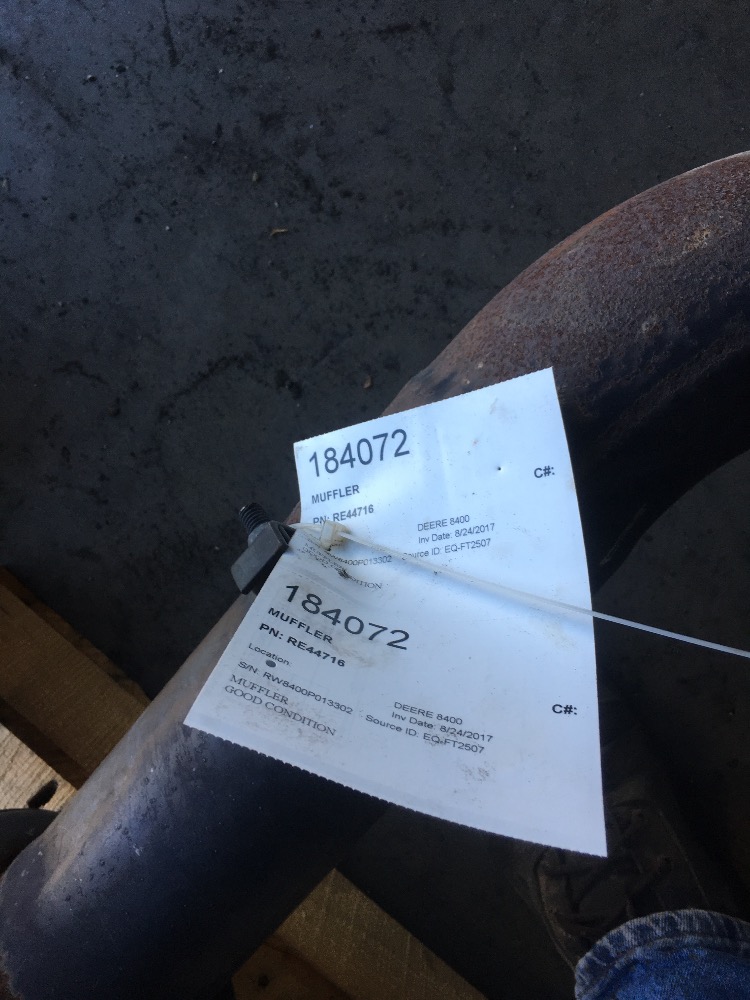 184072
C#:
MUFFLER
PN: RE44716
DEERE 8400
Inv Date: 8/24/2017
Source ID: EQ-FT2507
184072
MUFFLER
PN: RE44716
Location:
C#:
S/N: RW8400P013302
DEERE 8400
MUFFLER
Inv Date: 8/24/2017
GOOD CONDITION
Source ID: EQ-FT2507